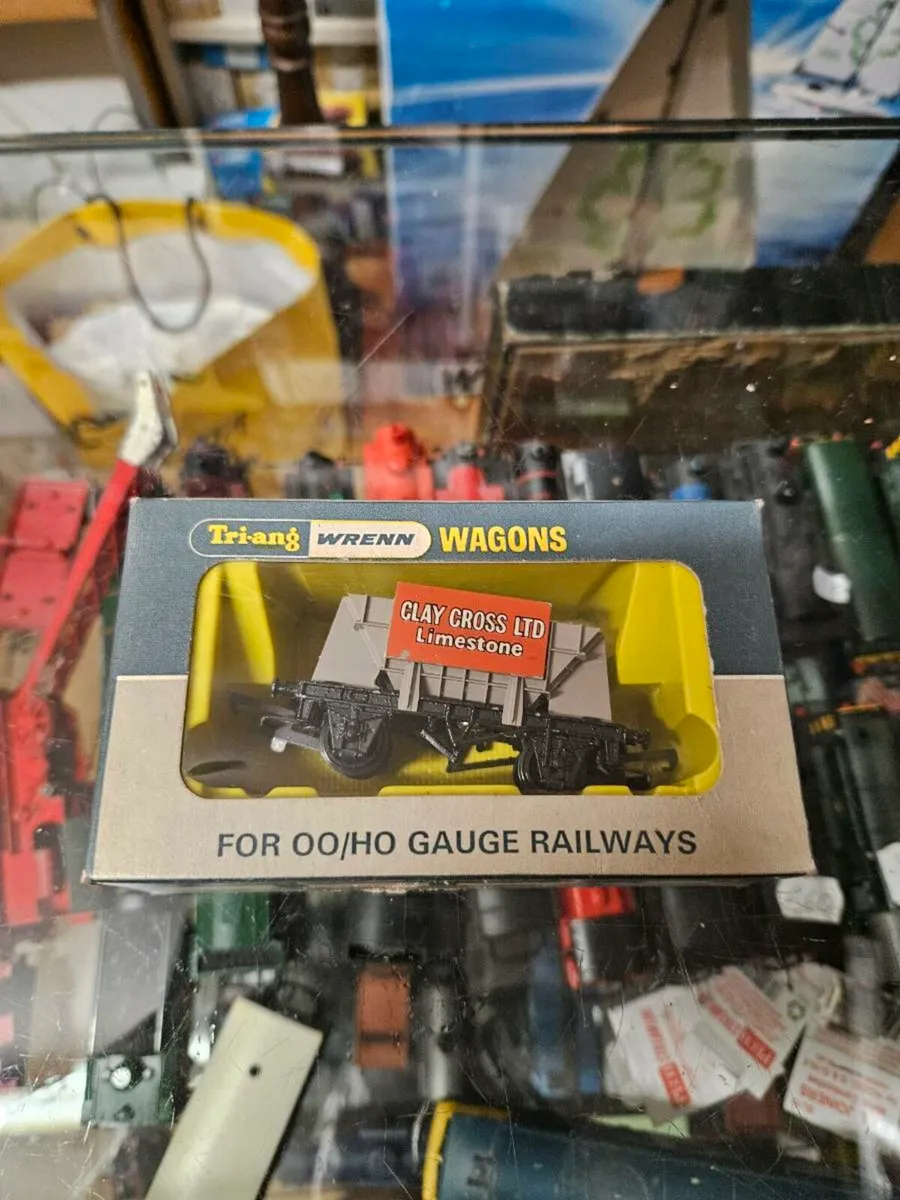 Tri-ang WRENN WAGONS
CLAY CROSS LTD
Limestone
FOR OO/HO GAUGE RAILWAYS